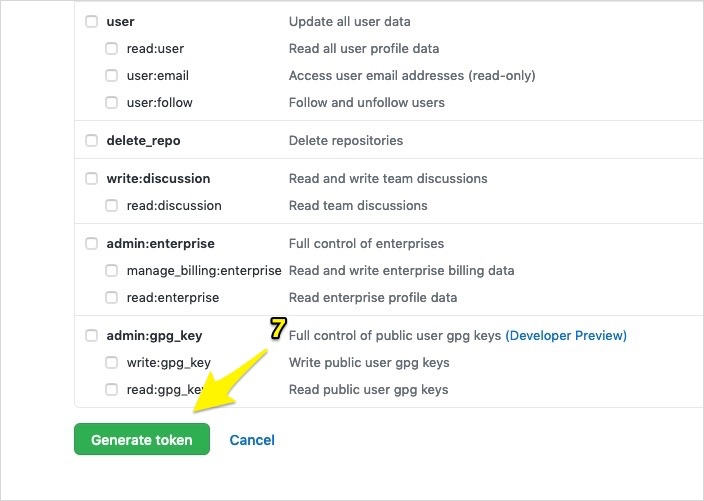 user Update all user data
read:user Read all user profile data
user:email Access user email addresses (read-only)
user:follow Follow and unfollow users
delete_repo Delete repositories
write:discussion Read and write team discussions
read:discussion Read team discussions
admin:enterprise Full control of enterprises
manage_billing:enterprise Read and write enterprise billing data
read:enterprise Read enterprise profile data
7
admin:gpg_key Full control of public user gpg keys (Developer Preview)
write:gpg_key Write public user gpg keys
read:gpg_key Read public user gpg keys
Generate token Cancel